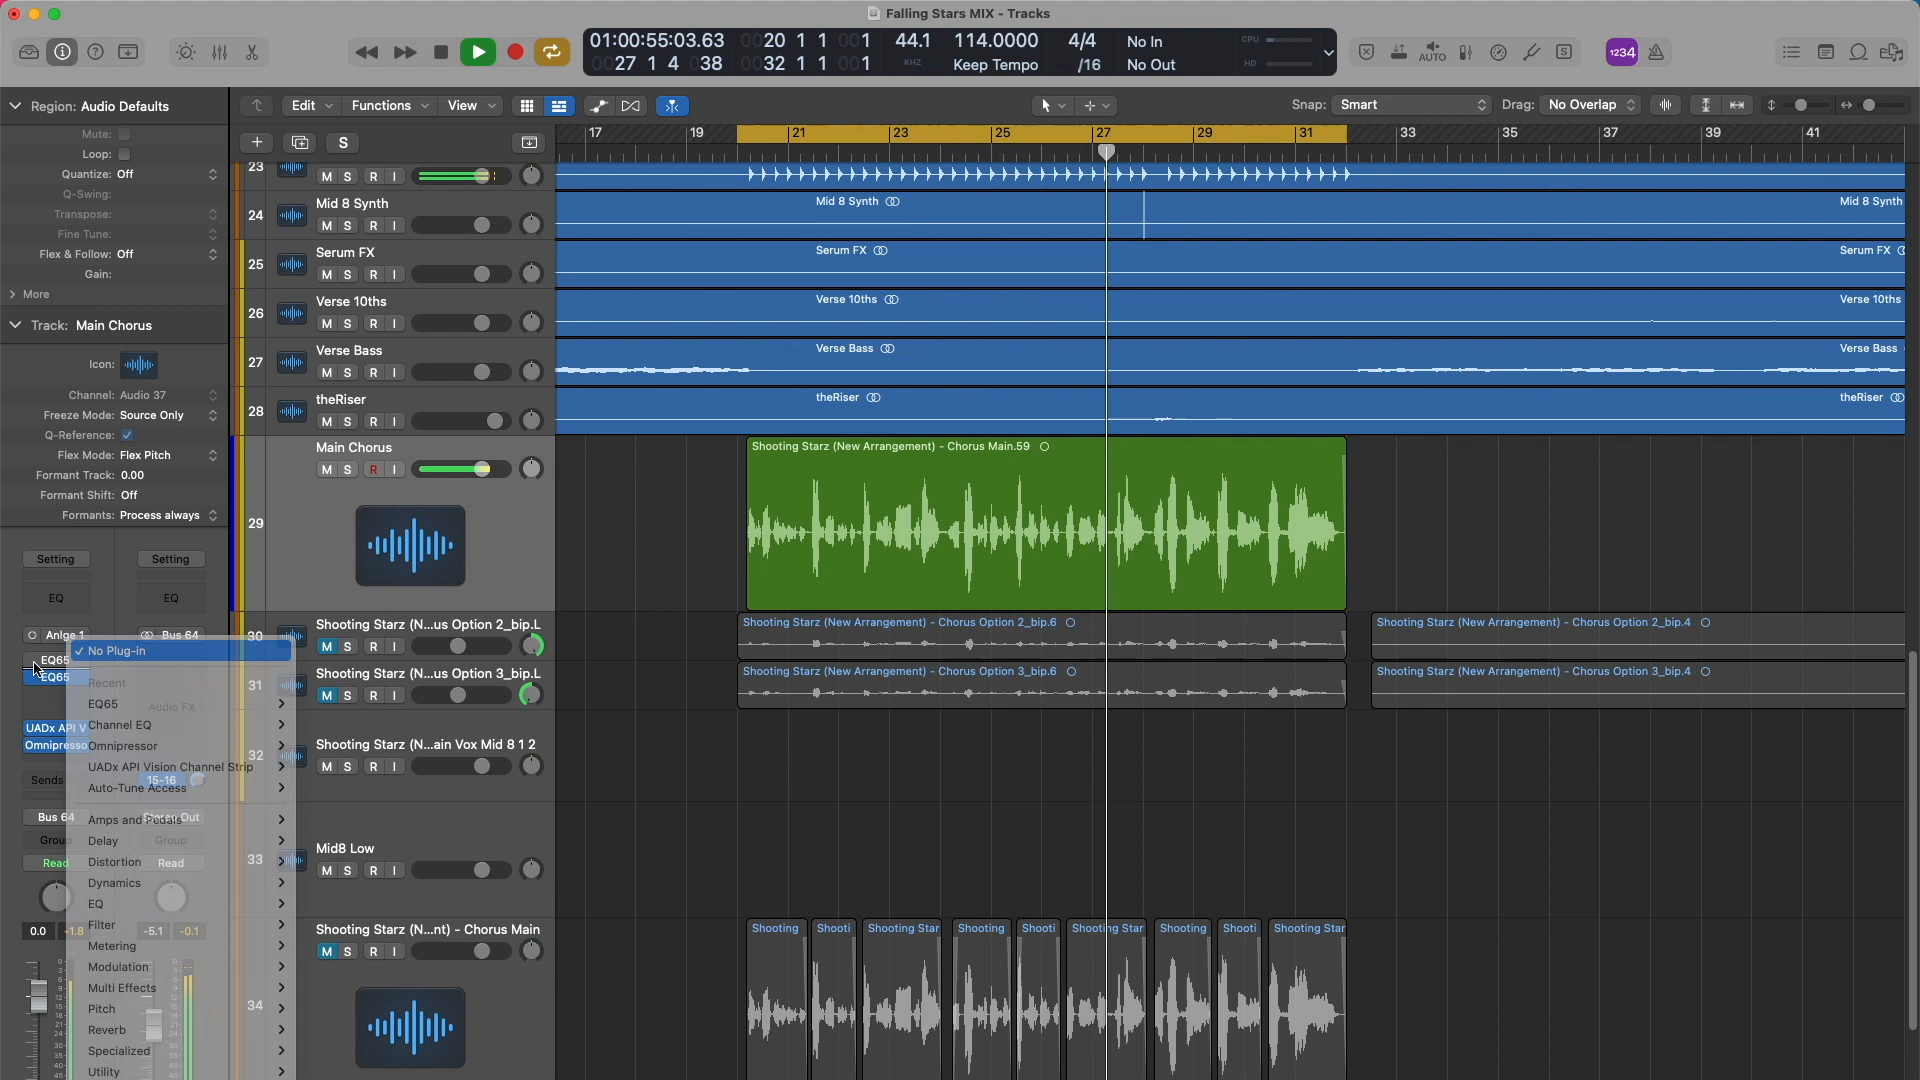 Falling Stars MIX - Tracks
01:00:55:03.63
0027 1 4 038
0020 1 1 001
0032 1 1 001
44.1
KHZ
114.0000
Keep Tempo
4/4
/16
No In
No Out
CPU
HD
AUTO
1234
Region: Audio Defaults
Edit
Functions
View
Snap: Smart
Drag: No Overlap
Mute:
Loop:
Quantize: Off
Q-Swing:
Transpose:
Fine Tune:
Flex & Follow: Off
Gain:
More
Track: Main Chorus
Icon:
Channel: Audio 37
Freeze Mode: Source Only
Q-Reference:
Flex Mode: Flex Pitch
Formant Track: 0.00
Formant Shift: Off
Formants: Process always
Setting
Setting
EQ
EQ
Anlge 1
Bus 64
EQ65
EQ65
UADx API V
Omnipresso
Audio FX
Sends
15-16
Bus 64
Stereo Out
Group
Group
Read
Read
0.0
-1.8
-5.1
-0.1
No Plug-in
Recent
EQ65
Channel EQ
Omnipressor
UADx API Vision Channel Strip
Auto-Tune Access
Amps and Pedals
Delay
Distortion
Dynamics
EQ
Filter
Metering
Modulation
Multi Effects
Pitch
Reverb
Specialized
Utility
S
17 19 21 23 25 27 29 31 33 35 37 39 41
23
M S R I
24
Mid 8 Synth
M S R I
Mid 8 Synth
Mid 8 Synth
25
Serum FX
M S R I
Serum FX
Serum FX
26
Verse 10ths
M S R I
Verse 10ths
Verse 10ths
27
Verse Bass
M S R I
Verse Bass
Verse Bass
28
theRiser
M S R I
theRiser
theRiser
29
Main Chorus
M S R I
Shooting Starz (New Arrangement) - Chorus Main.59
30
Shooting Starz (N...us Option 2_bip.L
M S R I
Shooting Starz (New Arrangement) - Chorus Option 2_bip.6
Shooting Starz (New Arrangement) - Chorus Option 2_bip.4
31
Shooting Starz (N...us Option 3_bip.L
M S R I
Shooting Starz (New Arrangement) - Chorus Option 3_bip.6
Shooting Starz (New Arrangement) - Chorus Option 3_bip.4
32
Shooting Starz (N...ain Vox Mid 8 1 2
M S R I
33
Mid8 Low
M S R I
34
Shooting Starz (N...nt) - Chorus Main
M S R I
Shooting
Shooti
Shooting Star
Shooting
Shooti
Shooting Star
Shooting
Shooti
Shooting Star